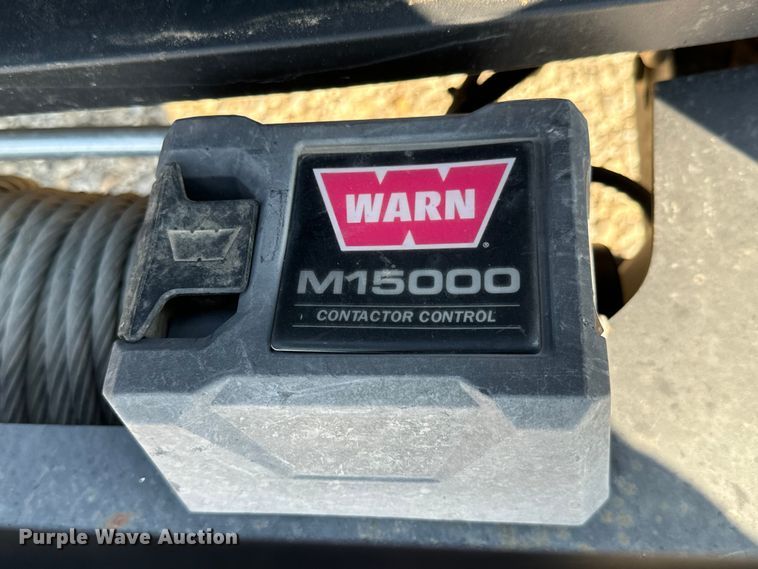 WARN
M15000
CONTACTOR CONTROL
Purple Wave Auction